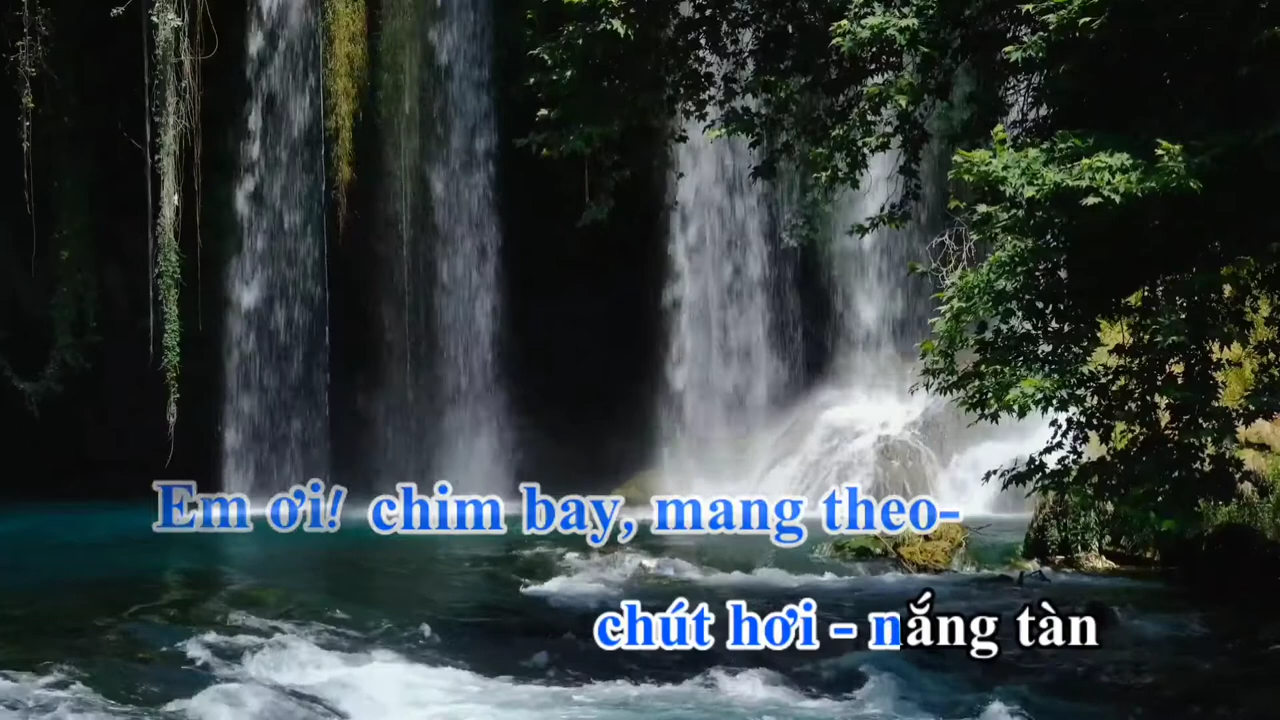 Em ơi! chim bay, mang theo-
chút hơi - nắng tàn